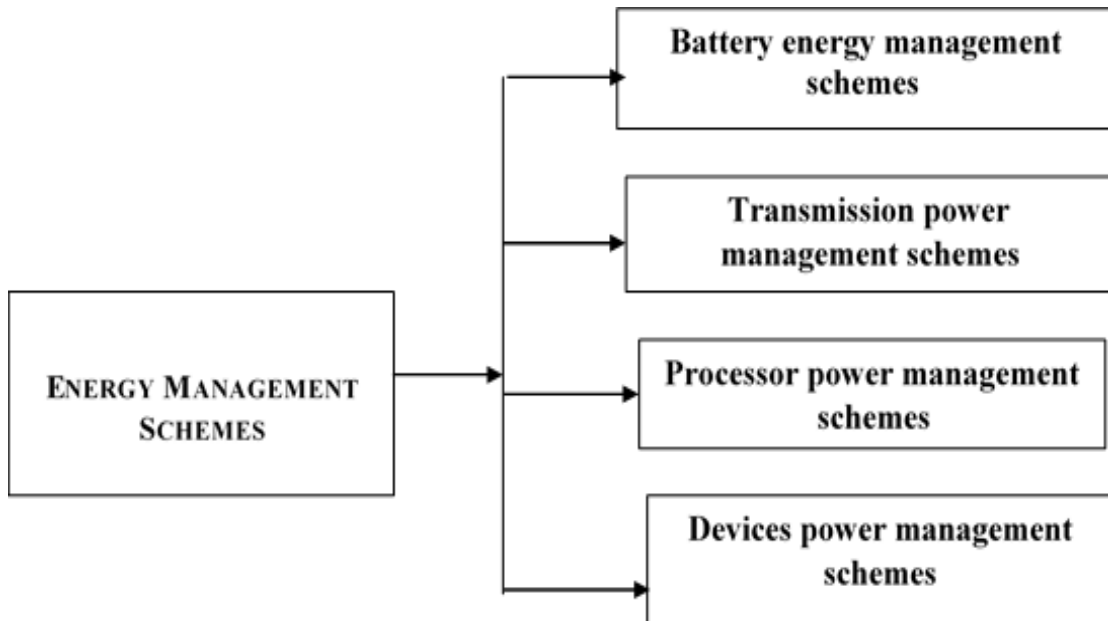 Battery energy management
schemes
Transmission power
management schemes
ENERGY MANAGEMENT
SCHEMES
Processor power management
schemes
Devices power management
schemes